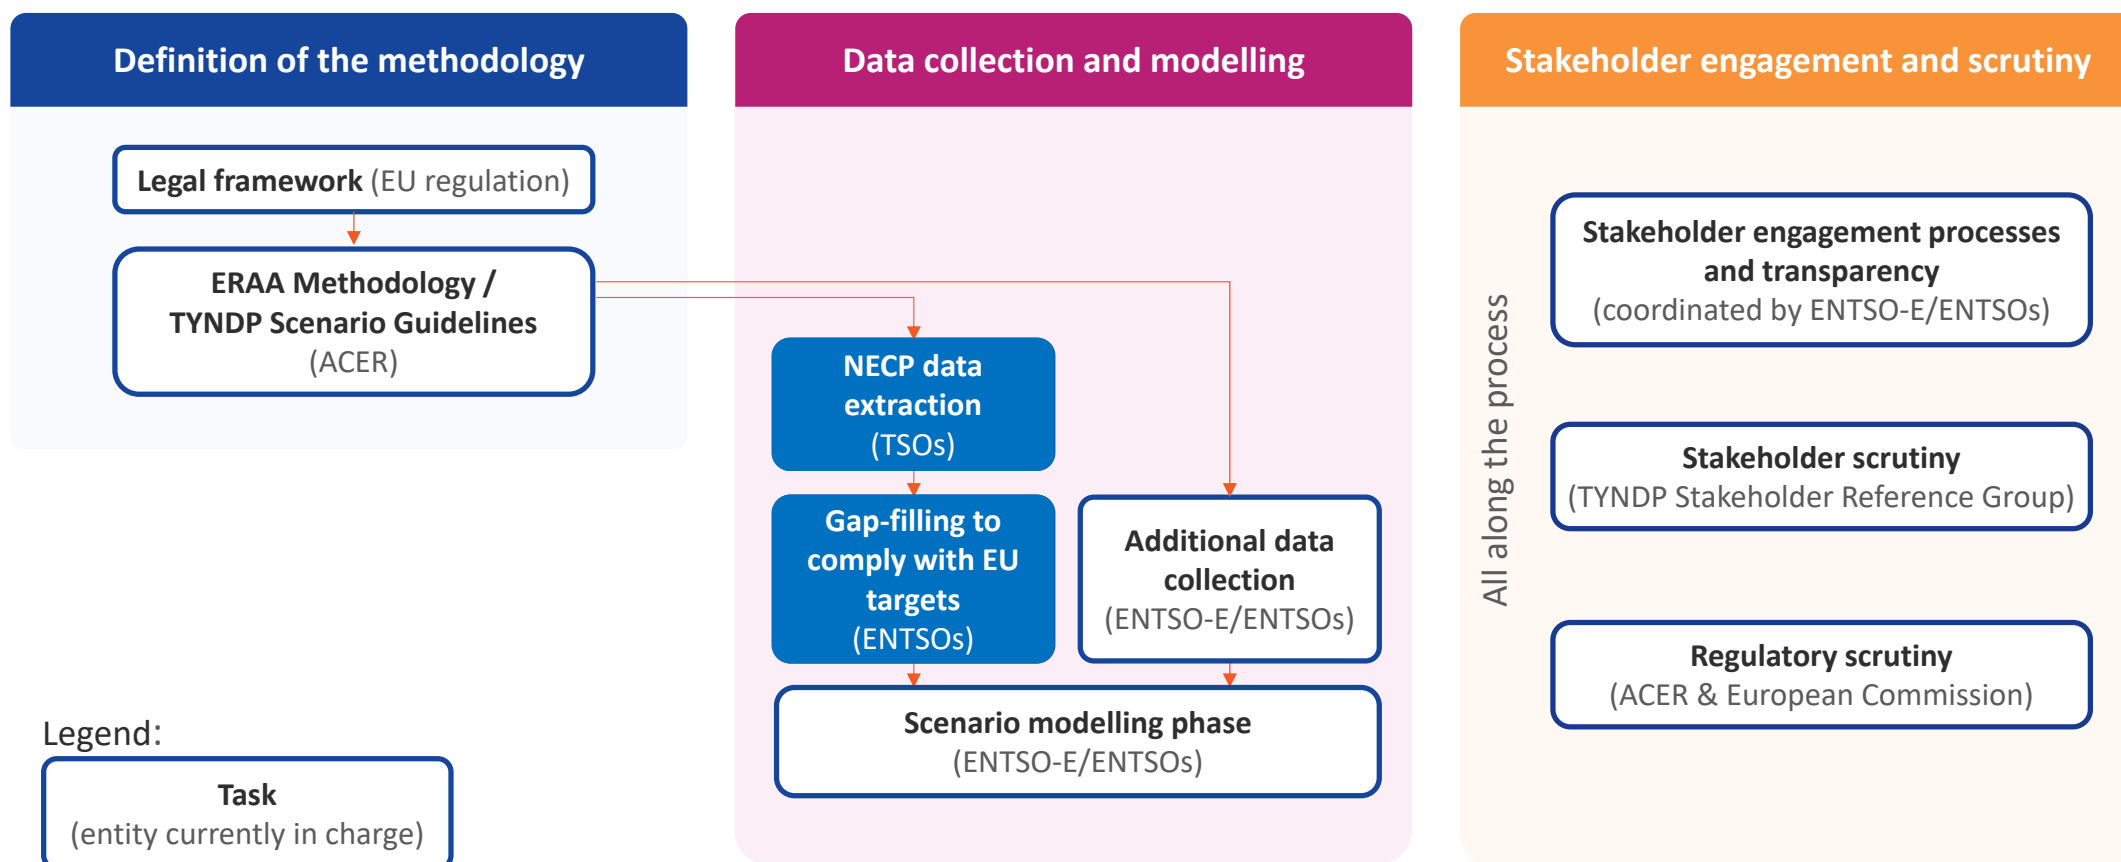 Definition of the methodology
Legal framework (EU regulation)
ERAA Methodology /
TYNDP Scenario Guidelines
(ACER)
Legend:
Task
(entity currently in charge)
Data collection and modelling
NECP data
extraction
(TSOs)
Gap-filling to
comply with EU
targets
(ENTSOs)
Additional data
collection
(ENTSO-E/ENTSOs)
Scenario modelling phase
(ENTSO-E/ENTSOs)
Stakeholder engagement and scrutiny
All along the process
Stakeholder engagement processes
and transparency
(coordinated by ENTSO-E/ENTSOs)
Stakeholder scrutiny
(TYNDP Stakeholder Reference Group)
Regulatory scrutiny
(ACER & European Commission)